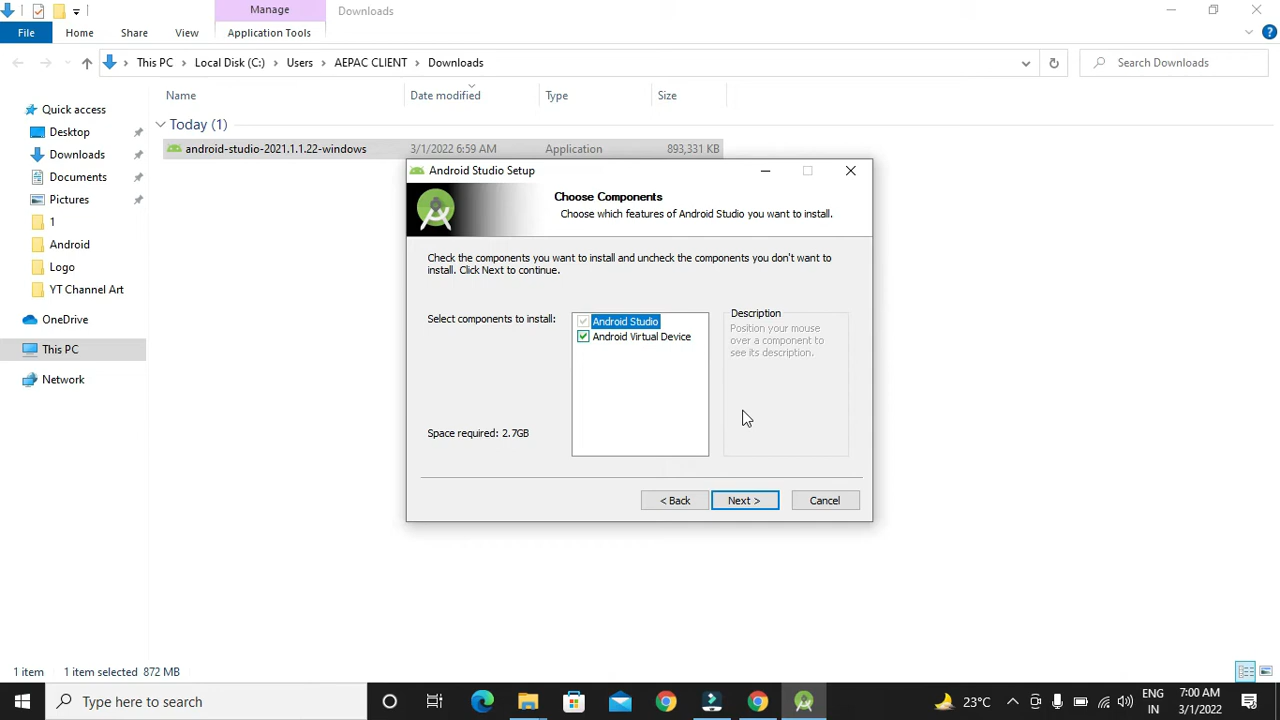 Manage
Downloads
File
Home
Share
View
Application Tools
This PC
Local Disk (C:)
Users
AEPAC CLIENT
Downloads
Search Downloads
Name
Date modified
Type
Size
Quick access
Desktop
Downloads
Documents
Pictures
1
Android
Logo
YT Channel Art
OneDrive
This PC
Network
Today (1)
android-studio-2021.1.1.22-windows
3/1/2022 6:59 AM
Application
893,331 KB
Android Studio Setup
Choose Components
Choose which features of Android Studio you want to install.
Check the components you want to install and uncheck the components you don't want to
install. Click Next to continue.
Select components to install:
Android Studio
Android Virtual Device
Description
Position your mouse
over a component to
see its description.
Space required: 2.7GB
< Back
Next >
Cancel
1 item
1 item selected 872 MB
Type here to search
23°C
ENG
IN
7:00 AM
3/1/2022